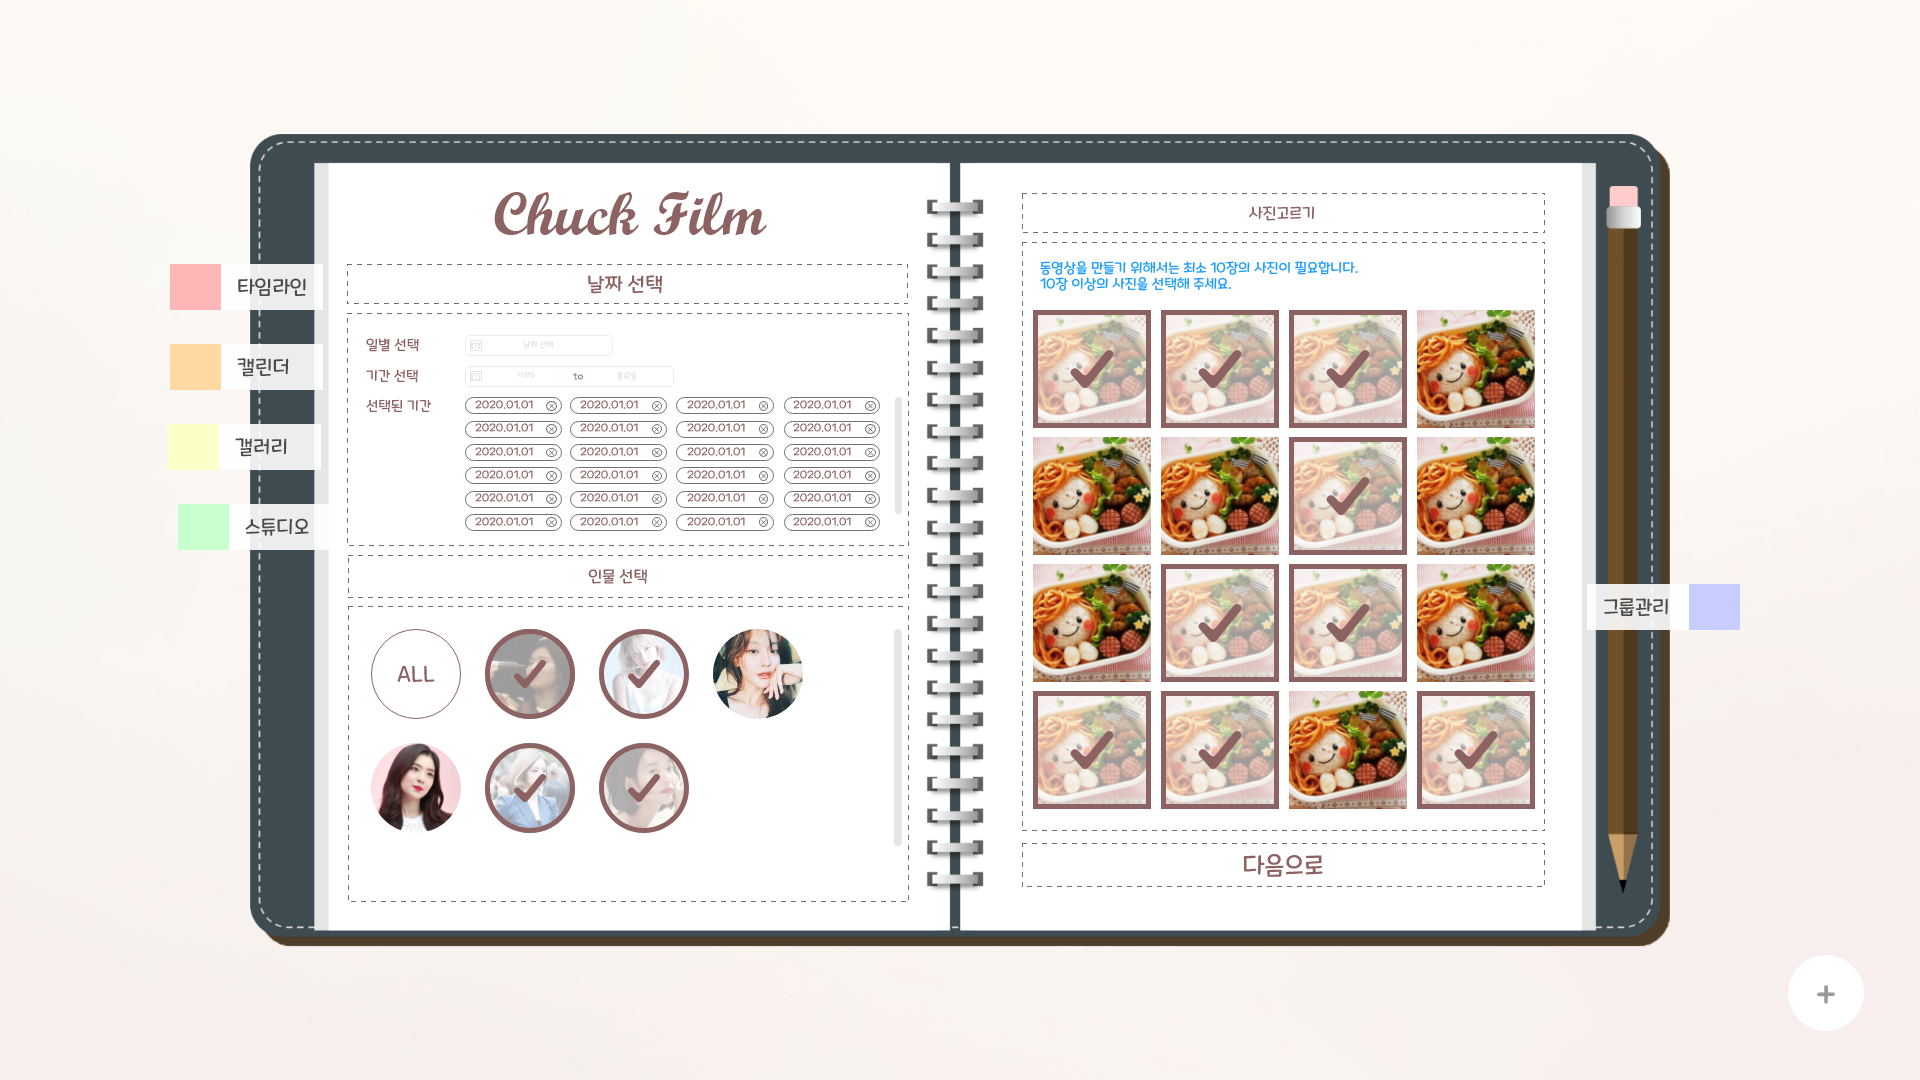 Chuck Film
날짜 선택
일별 선택
날짜 선택
기간 선택
시작일 to 종료일
선택된 기간
2020.01.01 2020.01.01 2020.01.01 2020.01.01
2020.01.01 2020.01.01 2020.01.01 2020.01.01
2020.01.01 2020.01.01 2020.01.01 2020.01.01
2020.01.01 2020.01.01 2020.01.01 2020.01.01
2020.01.01 2020.01.01 2020.01.01 2020.01.01
2020.01.01 2020.01.01 2020.01.01 2020.01.01
인물 선택
ALL
타임라인
캘린더
갤러리
스튜디오
사진고르기
동영상을 만들기 위해서는 최소 10장의 사진이 필요합니다.
10장 이상의 사진을 선택해 주세요.
다음으로
그룹관리
+